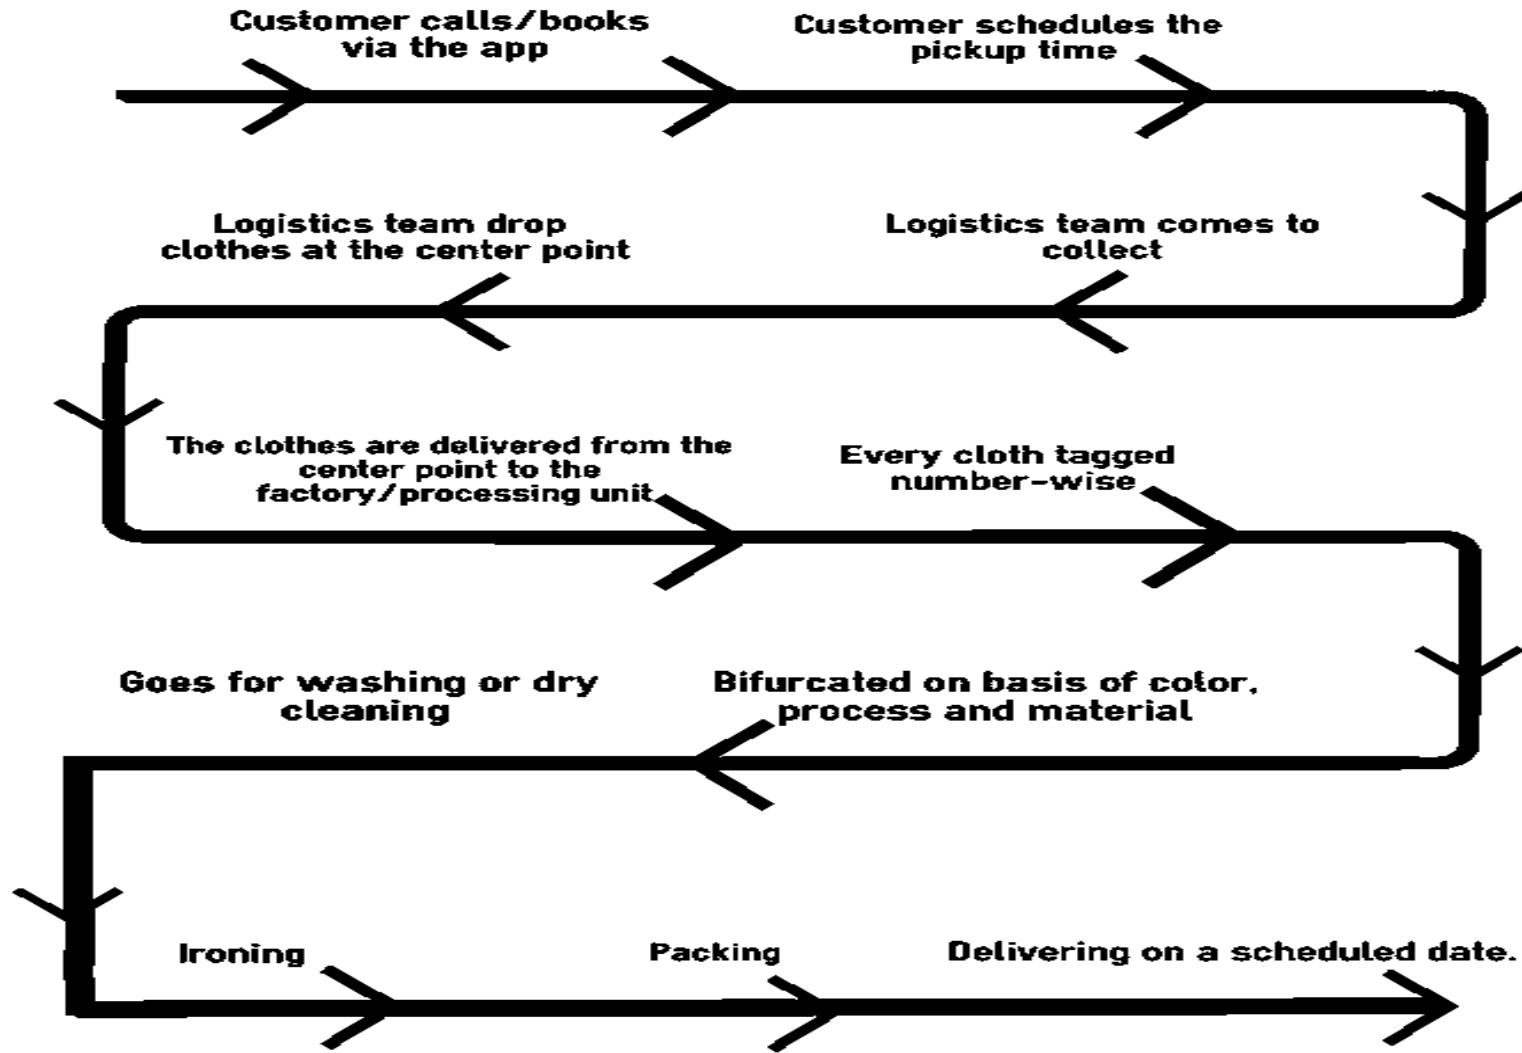 Customer calls/books
via the app
Customer schedules the
pickup time
Logistics team comes to
collect
Logistics team drop
clothes at the center point
The clothes are delivered from the
center point to the
factory/processing unit
Every cloth tagged
number-wise
Bifurcated on basis of color,
process and material
Goes for washing or dry
cleaning
Ironing
Packing
Delivering on a scheduled date.